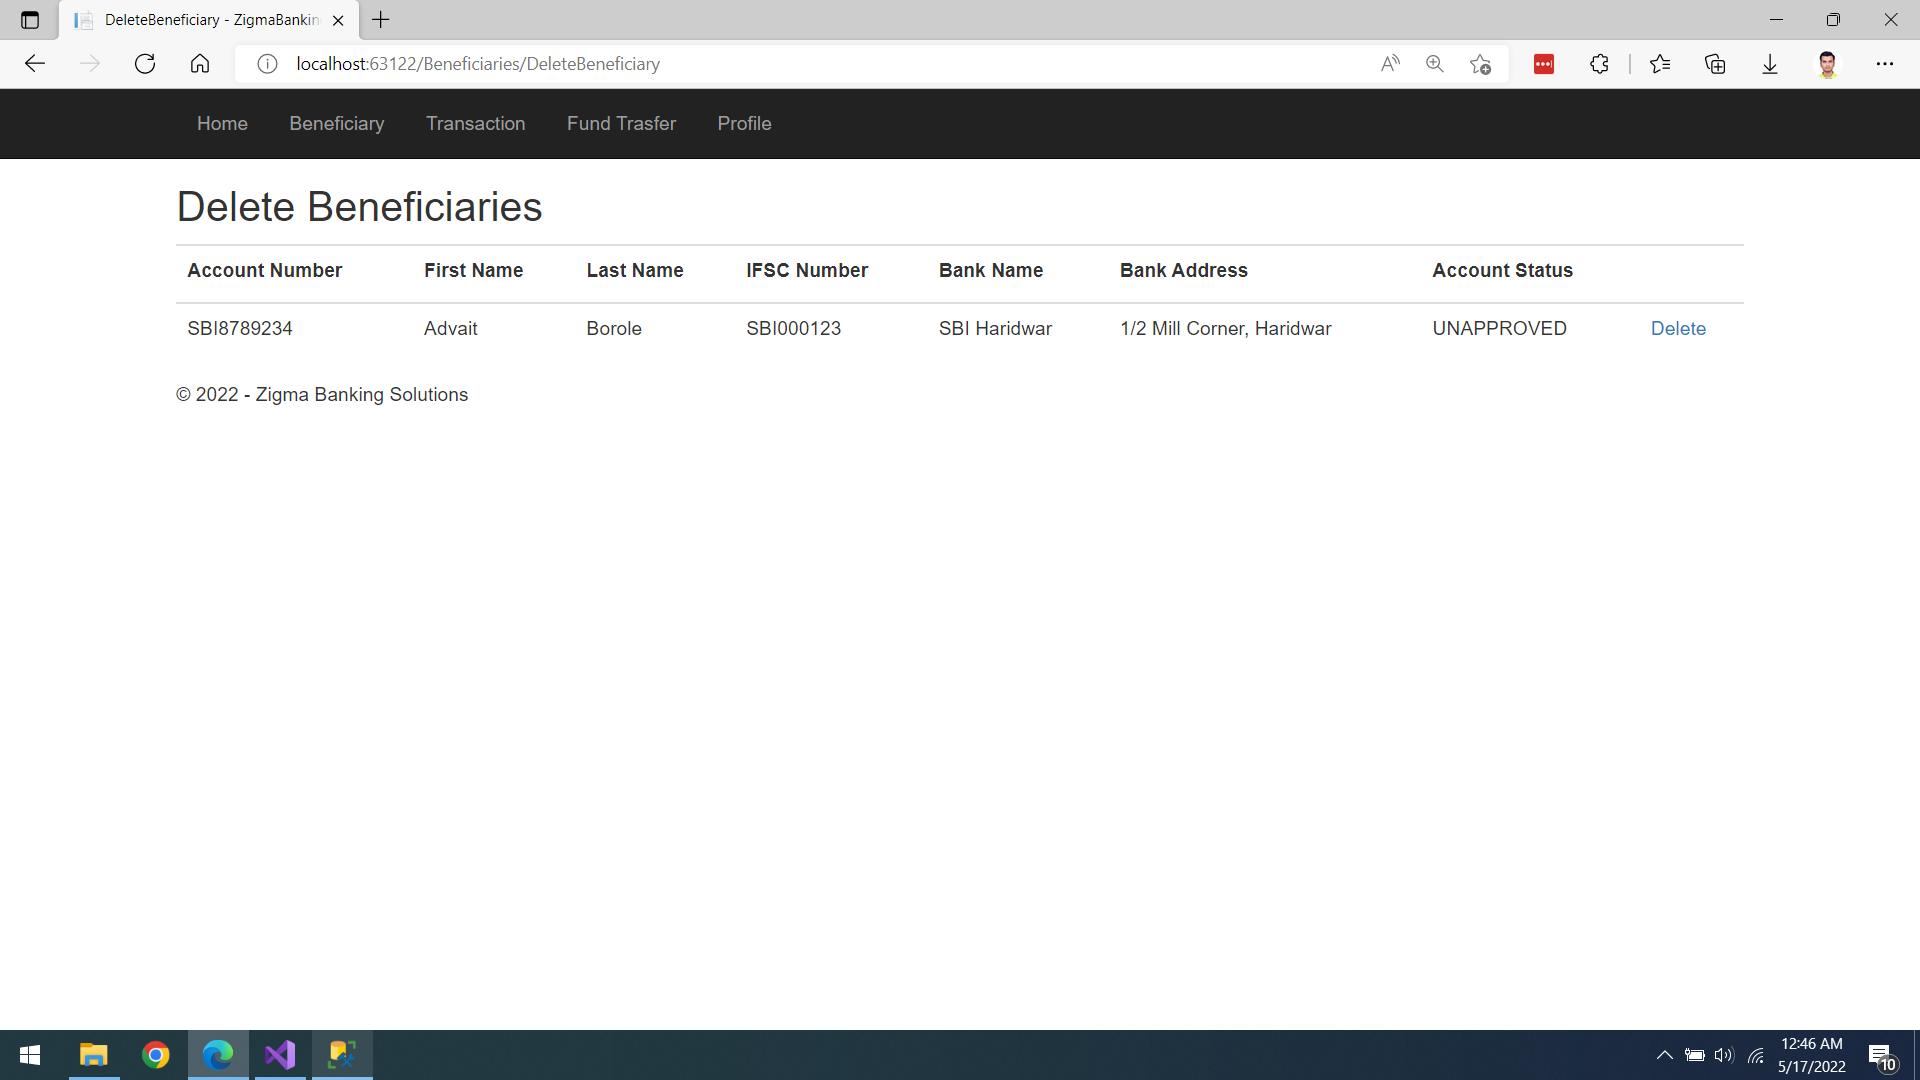 DeleteBeneficiary - ZigmaBankin
localhost:63122/Beneficiaries/DeleteBeneficiary
Home Beneficiary Transaction Fund Trasfer Profile
Delete Beneficiaries
Account Number First Name Last Name IFSC Number Bank Name Bank Address Account Status
SBI8789234 Advait Borole SBI000123 SBI Haridwar 1/2 Mill Corner, Haridwar UNAPPROVED Delete
© 2022 - Zigma Banking Solutions
12:46 AM
5/17/2022
10